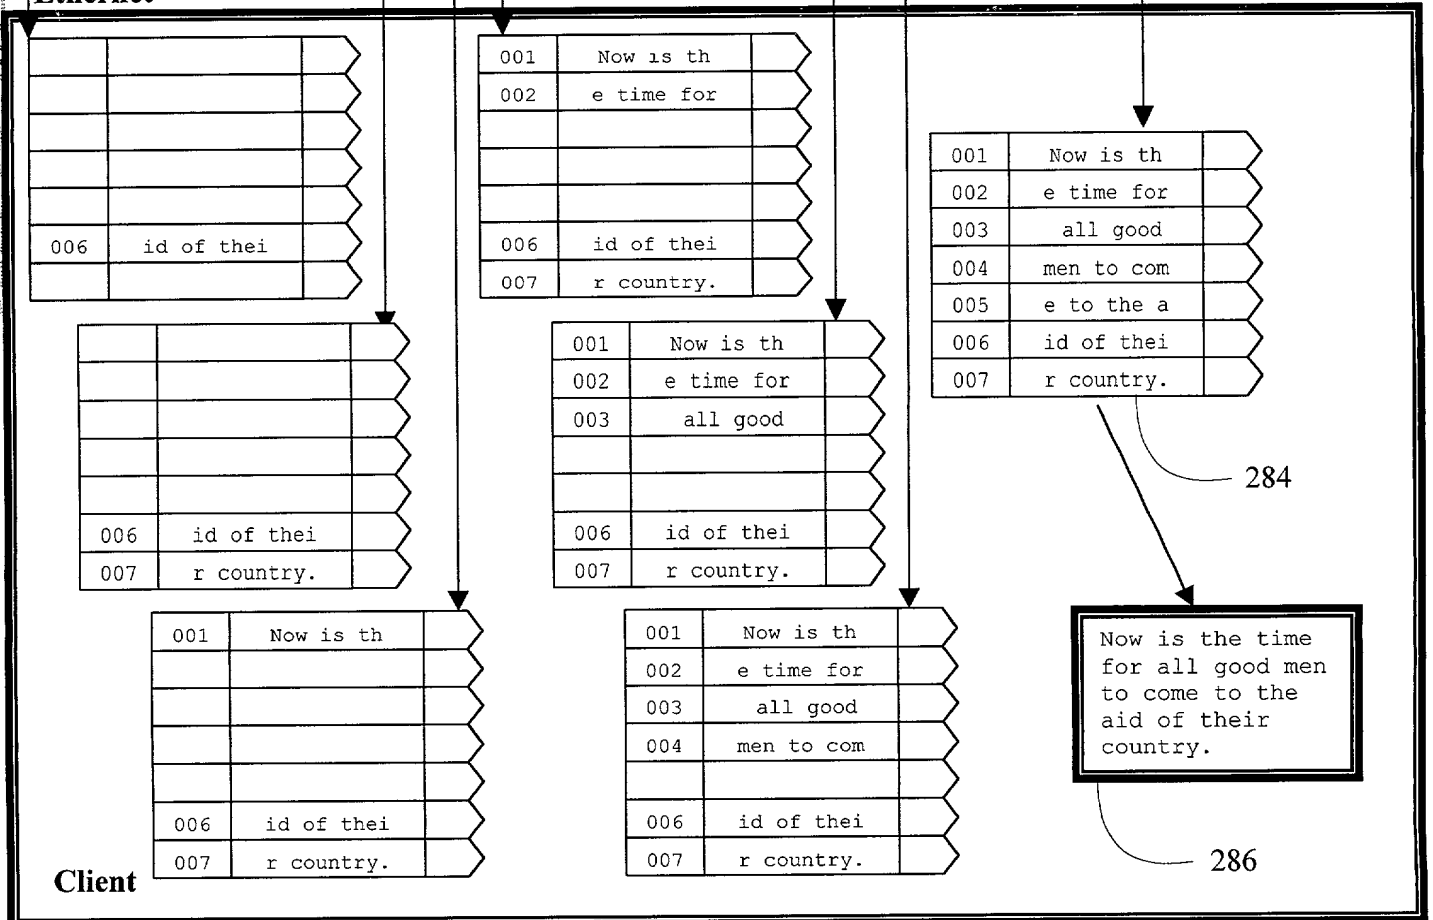 Ethernet
006 id of thei
006 id of thei
007 r country.
001 Now is th
006 id of thei
007 r country.
001 Now is th
002 e time for
006 id of thei
007 r country.
001 Now is th
002 e time for
003 all good
006 id of thei
007 r country.
001 Now is th
002 e time for
003 all good
004 men to com
006 id of thei
007 r country.
001 Now is th
002 e time for
003 all good
004 men to com
005 e to the a
006 id of thei
007 r country.
284
Now is the time
for all good men
to come to the
aid of their
country.
286
Client